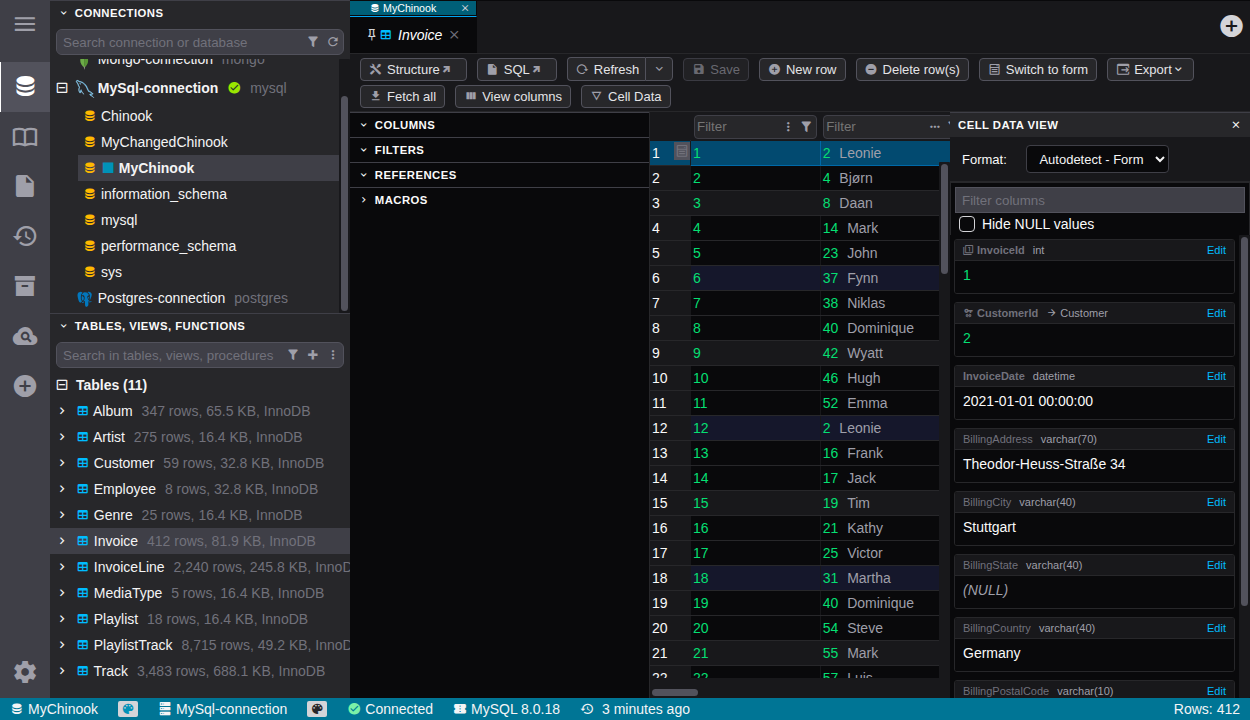 CONNECTIONS
Search connection or database
Mongo-connection mongo
MySql-connection mysql
Chinook
MyChangedChinook
MyChinook
information_schema
mysql
performance_schema
sys
Postgres-connection postgres
TABLES, VIEWS, FUNCTIONS
Search in tables, views, procedures
Tables (11)
Album 347 rows, 65.5 KB, InnoDB
Artist 275 rows, 16.4 KB, InnoDB
Customer 59 rows, 32.8 KB, InnoDB
Employee 8 rows, 32.8 KB, InnoDB
Genre 25 rows, 16.4 KB, InnoDB
Invoice 412 rows, 81.9 KB, InnoDB
InvoiceLine 2,240 rows, 245.8 KB, InnoD
MediaType 5 rows, 16.4 KB, InnoDB
Playlist 18 rows, 16.4 KB, InnoDB
PlaylistTrack 8,715 rows, 49.2 KB, InnoD
Track 3,483 rows, 688.1 KB, InnoDB
MyChinook
Invoice
Structure SQL Refresh Save New row Delete row(s) Switch to form Export
Fetch all View columns Cell Data
COLUMNS
FILTERS
REFERENCES
MACROS
Filter Filter
1 1 2 Leonie
2 2 4 Bjørn
3 3 8 Daan
4 4 14 Mark
5 5 23 John
6 6 37 Fynn
7 7 38 Niklas
8 8 40 Dominique
9 9 42 Wyatt
10 10 46 Hugh
11 11 52 Emma
12 12 2 Leonie
13 13 16 Frank
14 14 17 Jack
15 15 19 Tim
16 16 21 Kathy
17 17 25 Victor
18 18 31 Martha
19 19 40 Dominique
20 20 54 Steve
21 21 55 Mark
22 22 57 Luis
CELL DATA VIEW
Format: Autodetect - Form
Filter columns
Hide NULL values
InvoiceId int Edit
1
CustomerId Customer Edit
2
InvoiceDate datetime Edit
2021-01-01 00:00:00
BillingAddress varchar(70) Edit
Theodor-Heuss-Straße 34
BillingCity varchar(40) Edit
Stuttgart
BillingState varchar(40) Edit
(NULL)
BillingCountry varchar(40) Edit
Germany
BillingPostalCode varchar(10) Edit
MyChinook MySql-connection Connected MySQL 8.0.18 3 minutes ago Rows: 412